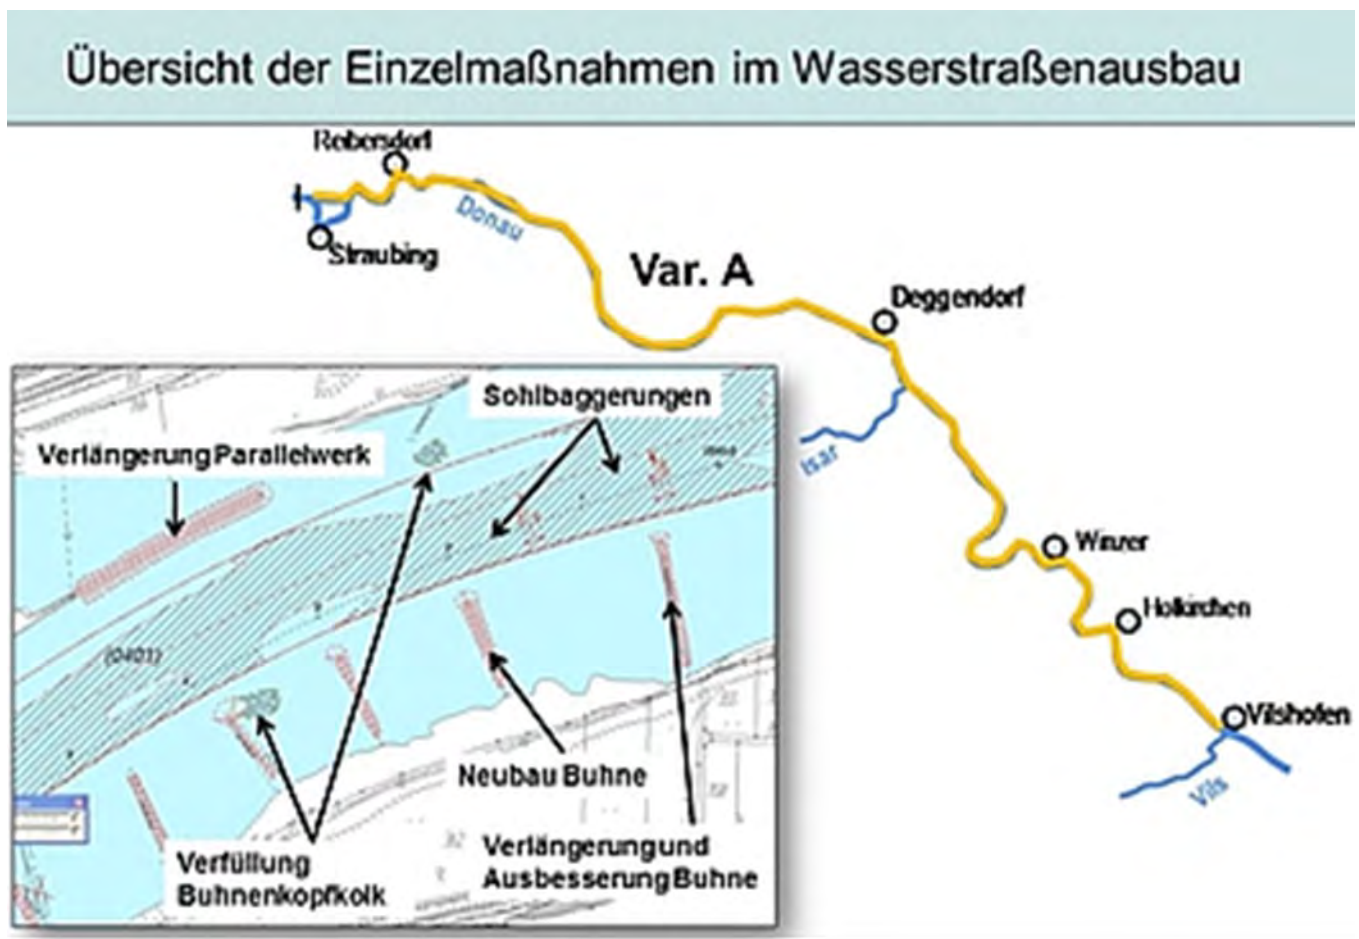 Übersicht der Einzelmaßnahmen im Wasserstraßenausbau
Reibersdorf
Donau
Straubing
Var. A
Deggendorf
Isar
Winzer
Hofkirchen
Vilshofen
Vils
Sohlbaggerungen
Verlängerung Parallelwerk
(0401)
Neubau Buhne
Verfüllung
Buhnenkopfkolk
Verlängerung und
Ausbesserung Buhne